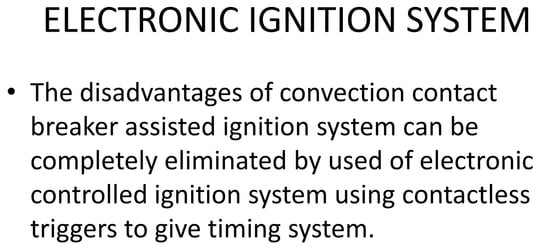 ELECTRONIC IGNITION SYSTEM
• The disadvantages of convection contact
breaker assisted ignition system can be
completely eliminated by used of electronic
controlled ignition system using contactless
triggers to give timing system.